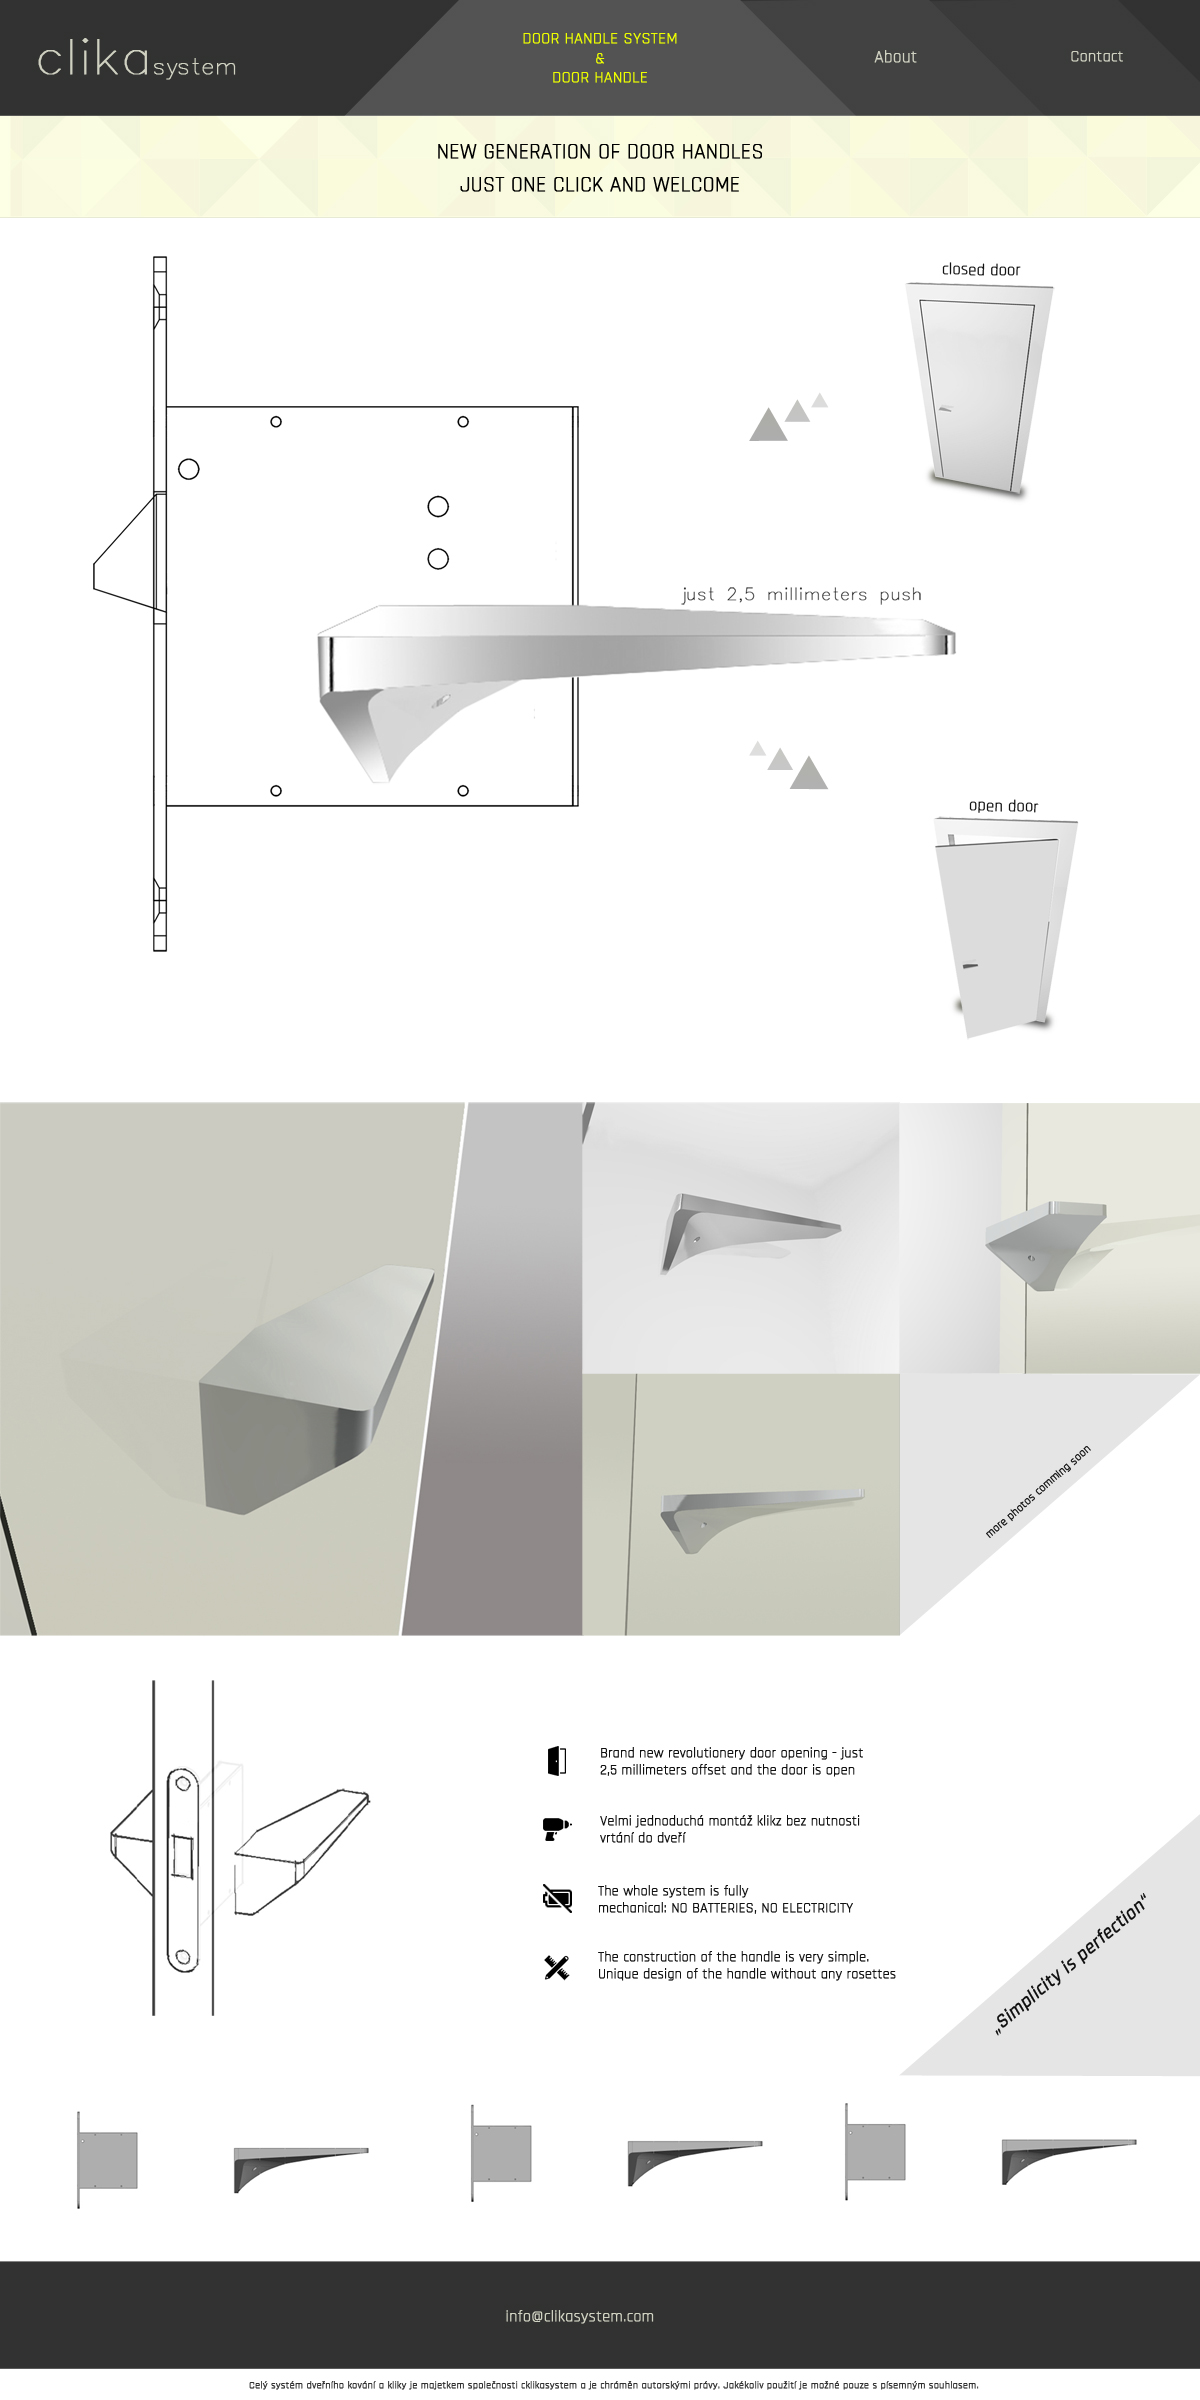 clikasystem
DOOR HANDLE SYSTEM
&
DOOR HANDLE
About
Contact
NEW GENERATION OF DOOR HANDLES
JUST ONE CLICK AND WELCOME
closed door
just 2,5 millimeters push
open door
more photos comming soon
Brand new revolutionery door opening - just
2,5 millimeters offset and the door is open
Velmi jednoduchá montáž klikz bez nutnosti
vrtání do dveří
The whole system is fully
mechanical: NO BATTERIES, NO ELECTRICITY
The construction of the handle is very simple.
Unique design of the handle without any rosettes
„Simplicity is perfection“
info@clikasystem.com
Celý systém dveřního kování a kliky je majetkem společnosti cklikasystem a je chráměn autorskými právy. Jakékoliv použití je možné pouze s písemným souhlasem.